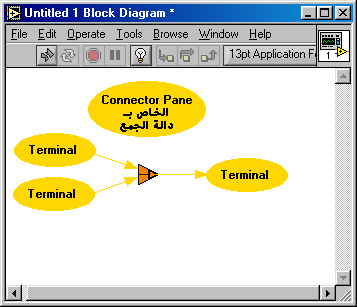 Untitled 1 Block Diagram *
File Edit Operate Tools Browse Window Help
13pt Application F
1
Connector Pane
الخاص بـ
دالة الجمع
Terminal
Terminal
Terminal